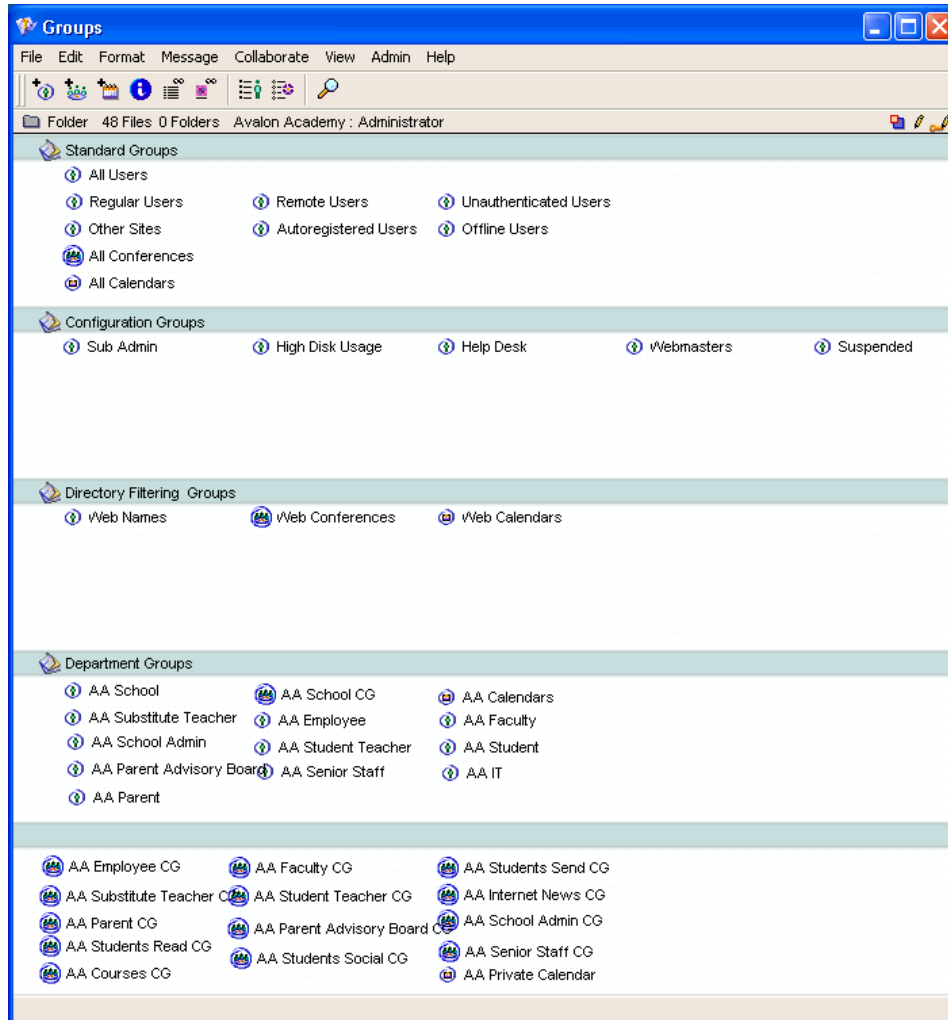 Groups
File Edit Format Message Collaborate View Admin Help
Folder 48 Files 0 Folders Avalon Academy : Administrator
Standard Groups
All Users
Regular Users Remote Users Unauthenticated Users
Other Sites Autoregistered Users Offline Users
All Conferences
All Calendars
Configuration Groups
Sub Admin High Disk Usage Help Desk Webmasters Suspended
Directory Filtering Groups
Web Names Web Conferences Web Calendars
Department Groups
AA School AA School CG AA Calendars
AA Substitute Teacher AA Employee AA Faculty
AA School Admin AA Student Teacher AA Student
AA Parent Advisory Board AA Senior Staff AA IT
AA Parent
AA Employee CG AA Faculty CG AA Students Send CG
AA Substitute Teacher CG AA Student Teacher CG AA Internet News CG
AA Parent CG AA Parent Advisory Board CG AA School Admin CG
AA Students Read CG AA Students Social CG AA Senior Staff CG
AA Courses CG AA Private Calendar